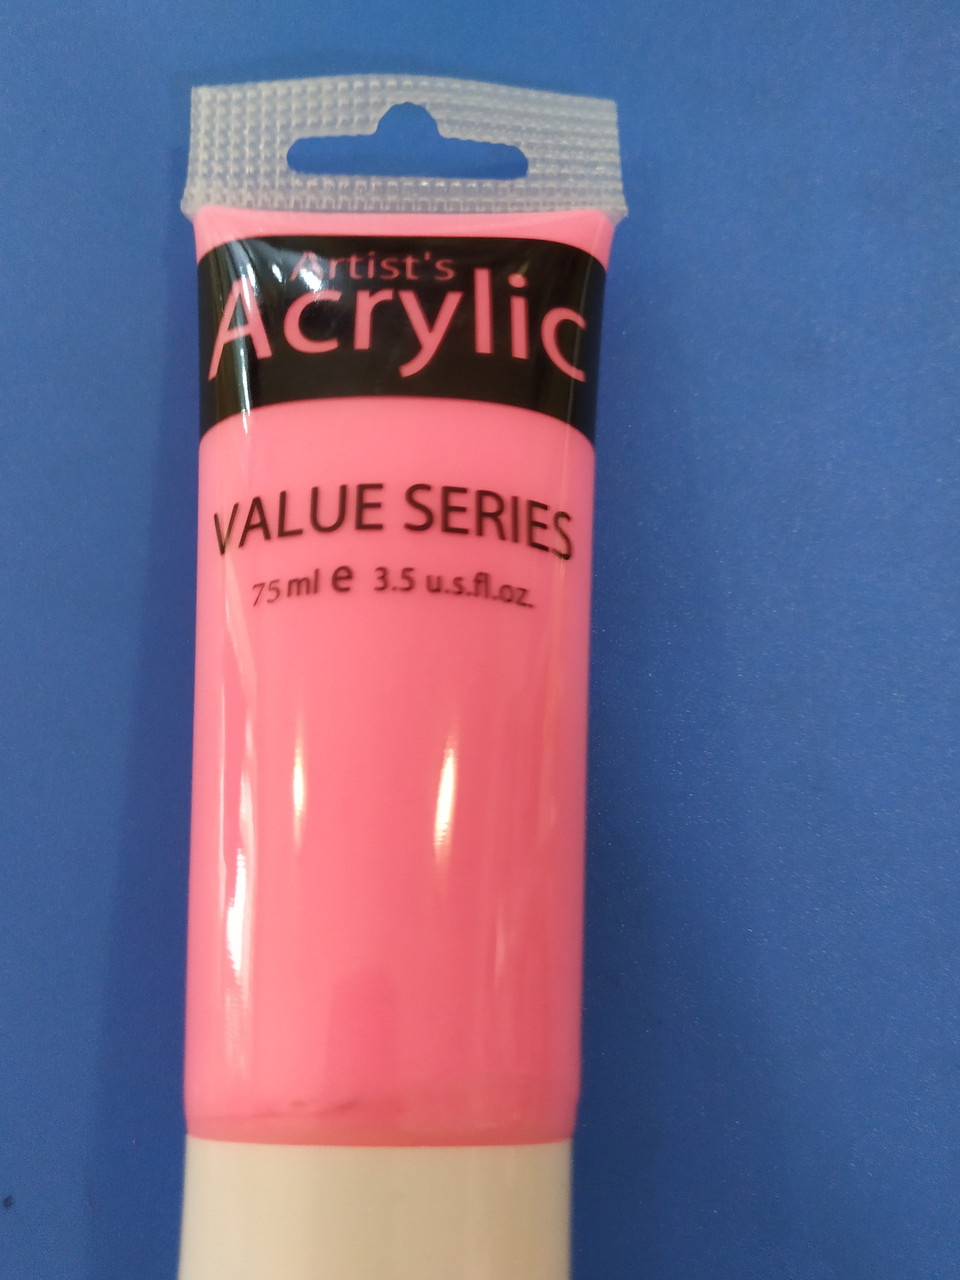 Artist's
Acrylic
VALUE SERIES
75 ml e 3.5 u.s.fl.oz.